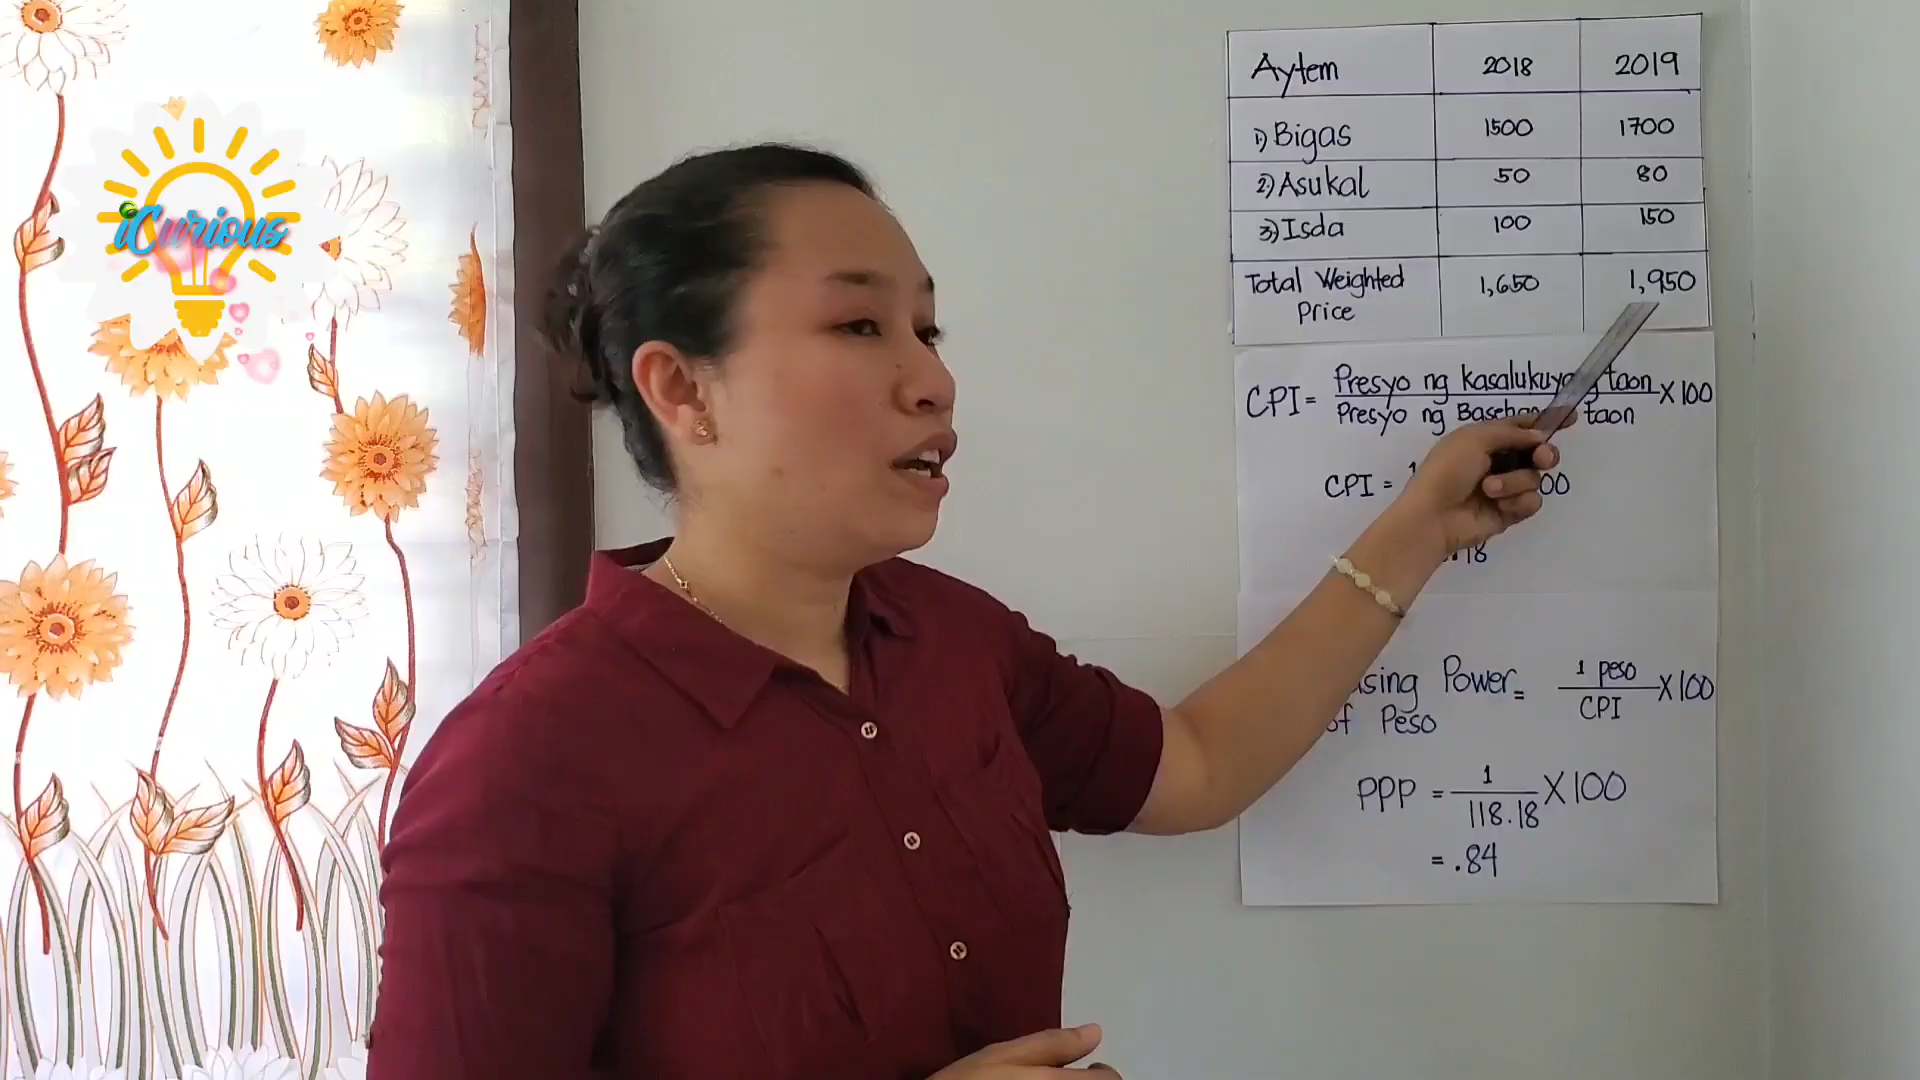 iCurious
Aytem 2018 2019
1) Bigas 1500 1700
2) Asukal 50 80
3) Isda 100 150
Total Weighted Price 1,650 1,950
CPI = Presyo ng kasalukuyang taon X 100
Presyo ng taon
CPI =
Power =
of Peso
1 peso
CPI
X 100
PPP = 1 X 100
118.18
= .84